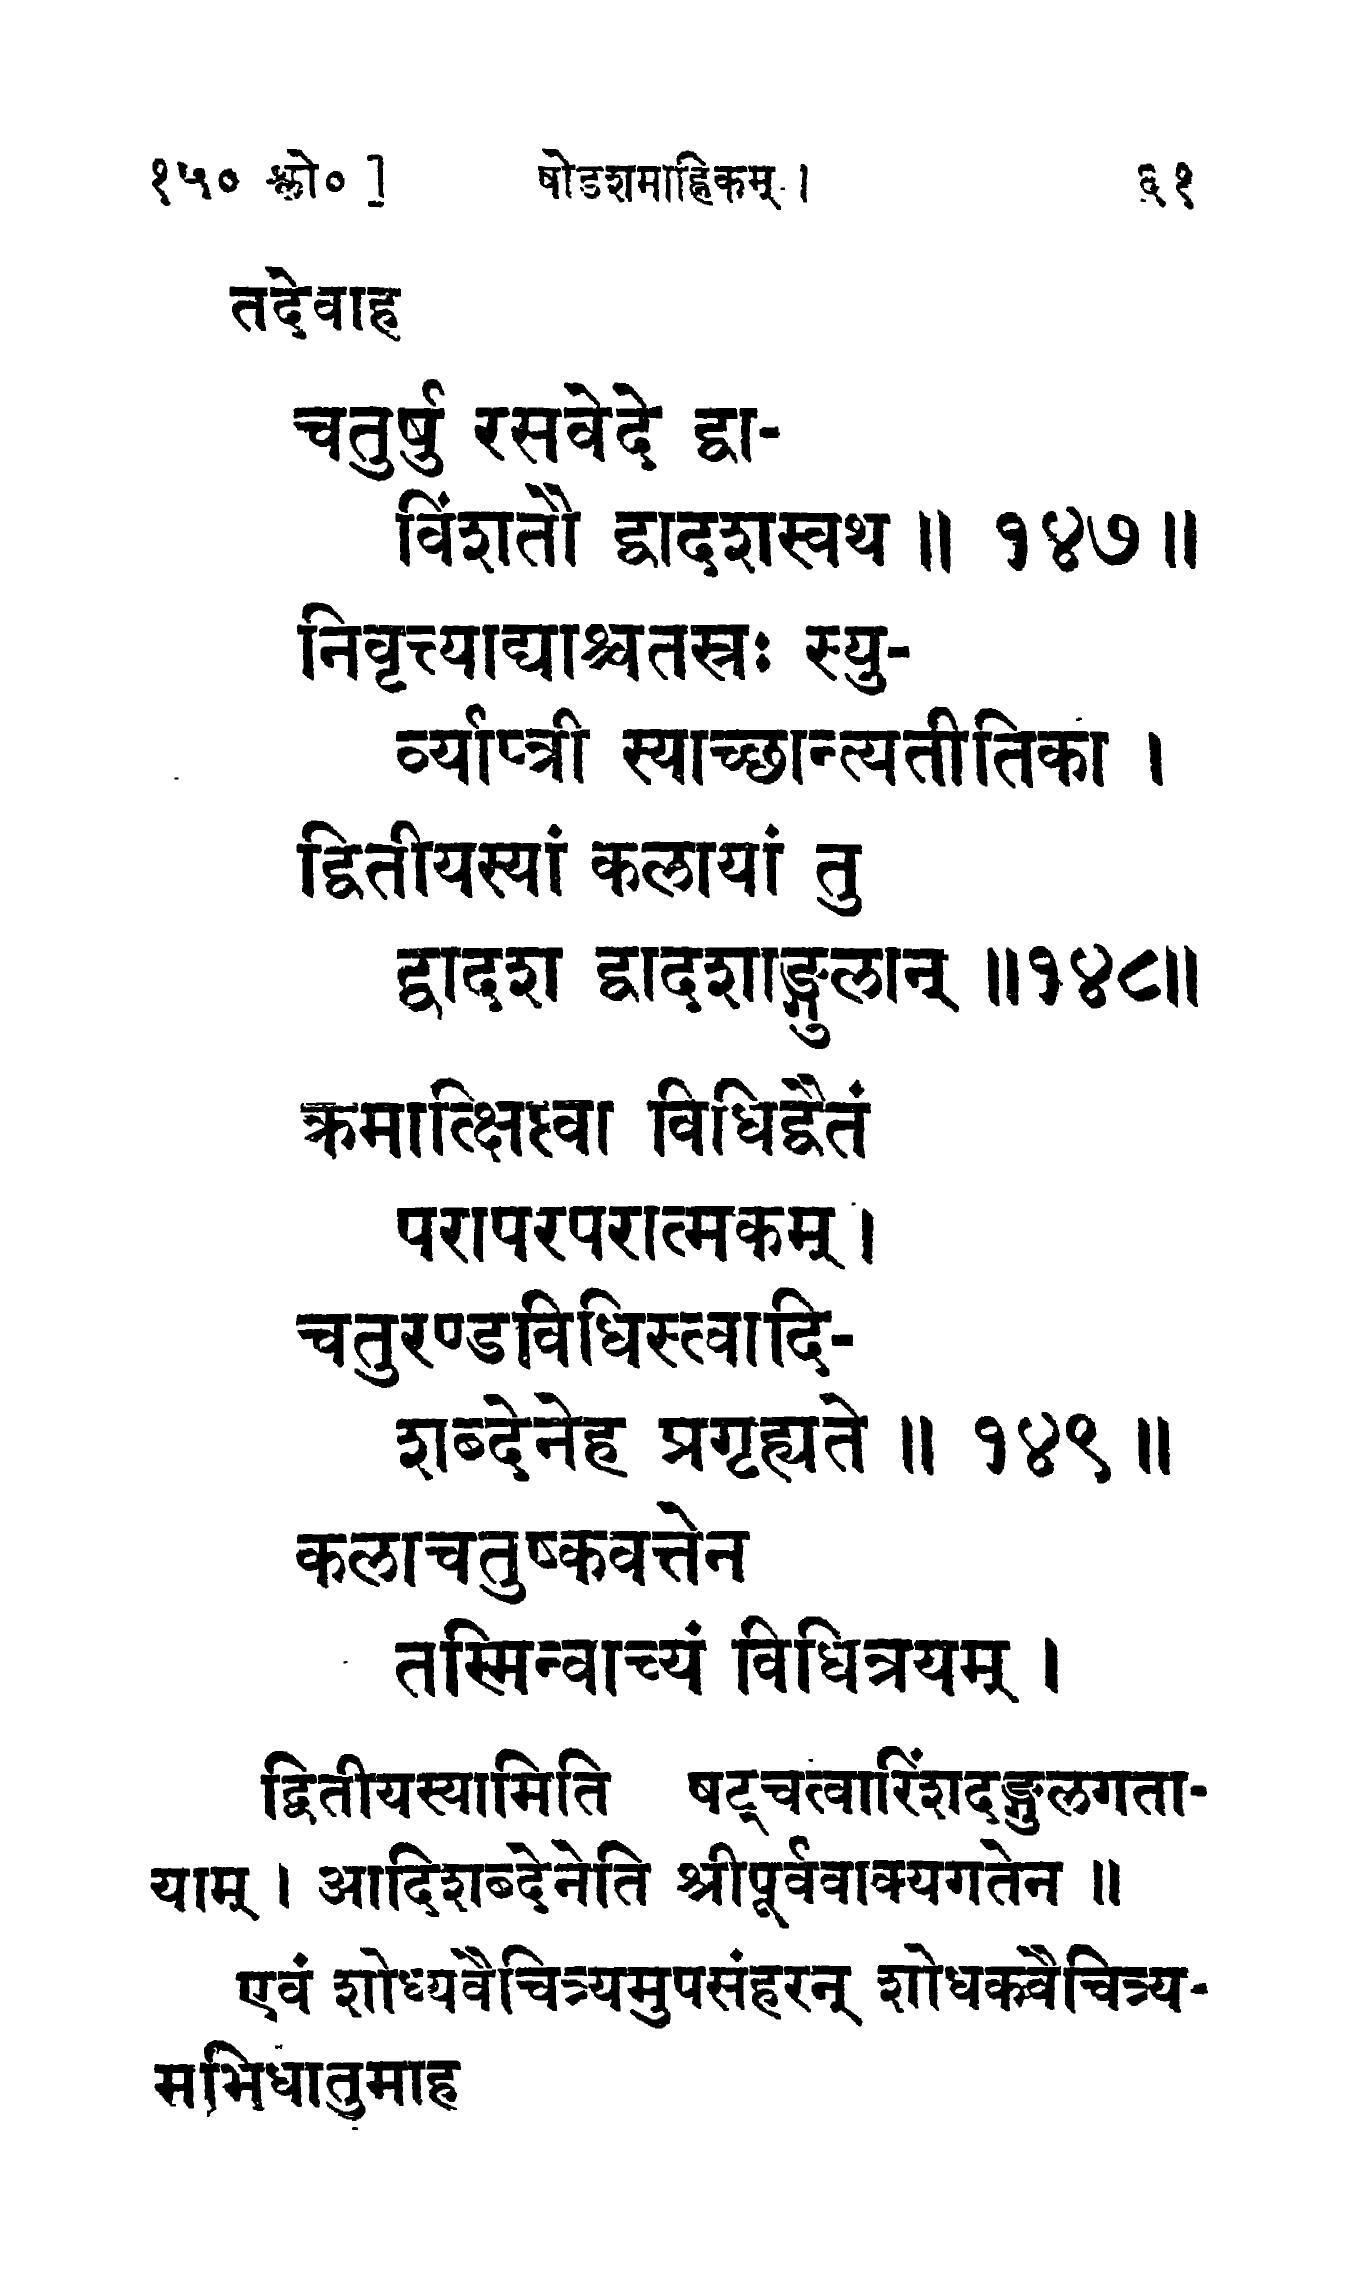 १५० श्लो० ] षोडशमाह्निकम् । ६१
तदेवाह
चतुर्षु रसवेदे द्वा-
विंशतौ द्वादशस्वथ ॥ १४७ ॥
निवृत्त्याद्याश्चतस्रः स्यु-
र्व्याप्त्री स्याच्छान्त्यतीतिका ।
द्वितीयस्यां कलायां तु
द्वादश द्वादशाङ्गुलान् ॥१४८॥
क्रमात्क्षिप्त्वा विधिद्वैतं
परापरपरात्मकम् ।
चतुरण्डविधिस्त्वादि-
शब्देनेह प्रगृह्यते ॥ १४९ ॥
कलाचतुष्कवत्तेन
तस्मिन्वाच्यं विधित्रयम् ।
द्वितीयस्यामिति षट्चत्वारिंशदङ्गुलगता-
याम् । आदिशब्देनेति श्रीपूर्ववाक्यगतेन ॥
एवं शोध्यवैचित्र्यमुपसंहरन् शोधकवैचित्र्य-
मभिधातुमाह